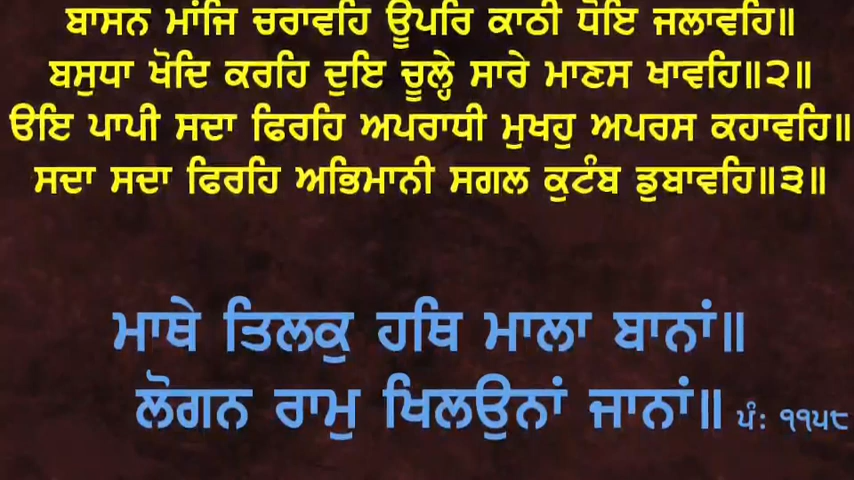 ਬਾਸਨ ਮਾਂਜਿ ਚਰਾਵਹਿ ਊਪਰਿ ਕਾਠੀ ਧੋਇ ਜਲਾਵਹਿ॥
ਬਸੁਧਾ ਖੋਦਿ ਕਰਹਿ ਦੁਇ ਚੂਲ੍ਹੇ ਸਾਰੇ ਮਾਣਸ ਖਾਵਹਿ॥੨॥
ਓਇ ਪਾਪੀ ਸਦਾ ਫਿਰਹਿ ਅਪਰਾਧੀ ਮੁਖਹੁ ਅਪਰਸ ਕਹਾਵਹਿ॥
ਸਦਾ ਸਦਾ ਫਿਰਹਿ ਅਭਿਮਾਨੀ ਸਗਲ ਕੁਟੰਬ ਡੁਬਾਵਹਿ॥੩॥
ਮਾਥੇ ਤਿਲਕੁ ਹਥਿ ਮਾਲਾ ਬਾਨਾਂ॥
ਲੋਗਨ ਰਾਮੁ ਖਿਲਉਨਾਂ ਜਾਨਾਂ॥ ਪੰ: ੧੧੫੮